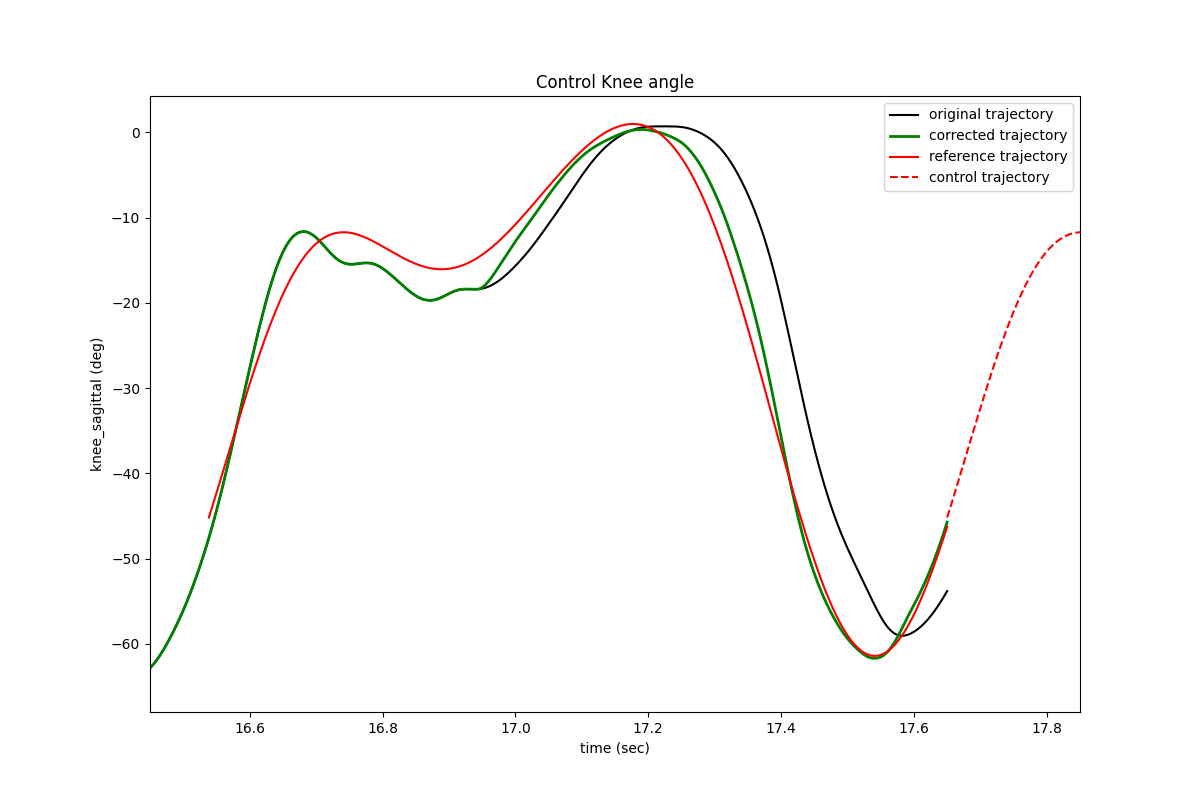 Control Knee angle
original trajectory
corrected trajectory
reference trajectory
control trajectory
knee_sagittal (deg)
0
−10
−20
−30
−40
−50
−60
16.6 16.8 17.0 17.2 17.4 17.6 17.8
time (sec)